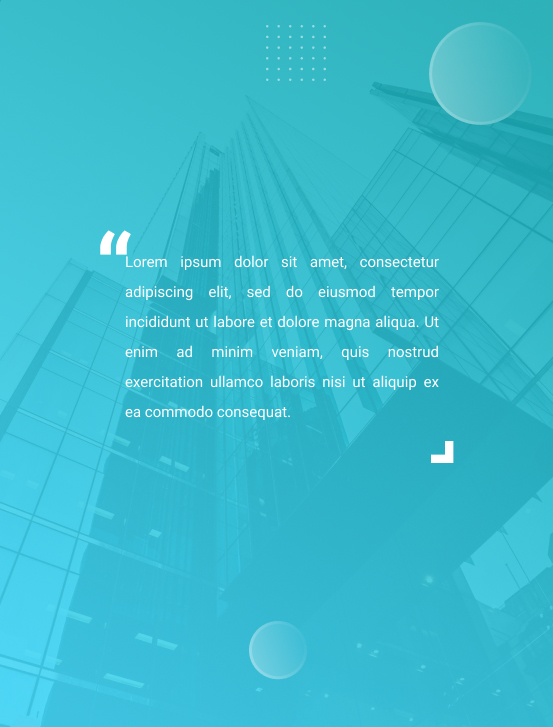 “
Lorem ipsum dolor sit amet, consectetur
adipiscing elit, sed do eiusmod tempor
incididunt ut labore et dolore magna aliqua. Ut
enim ad minim veniam, quis nostrud
exercitation ullamco laboris nisi ut aliquip ex
ea commodo consequat.